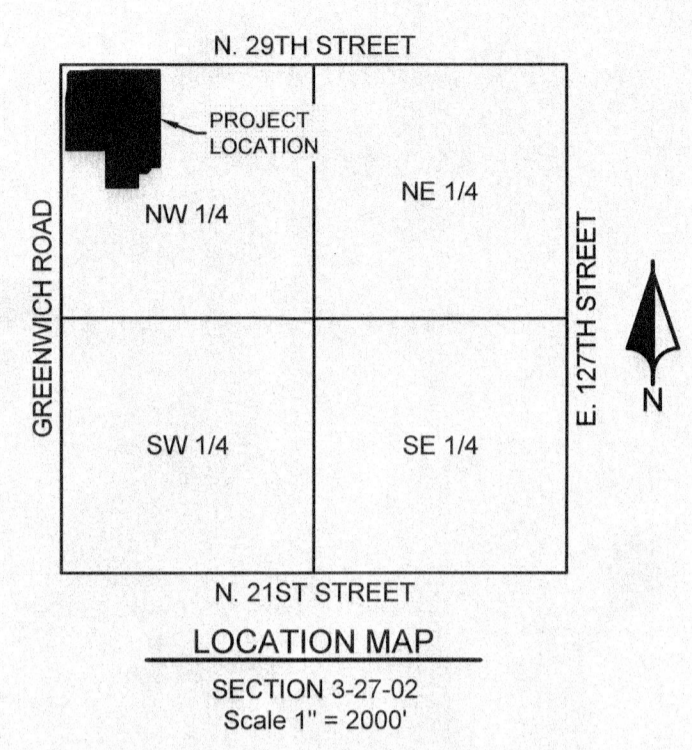 N. 29TH STREET
PROJECT
LOCATION
NW 1/4
NE 1/4
GREENWICH ROAD
E. 127TH STREET
N
SW 1/4
SE 1/4
N. 21ST STREET
LOCATION MAP
SECTION 3-27-02
Scale 1" = 2000'